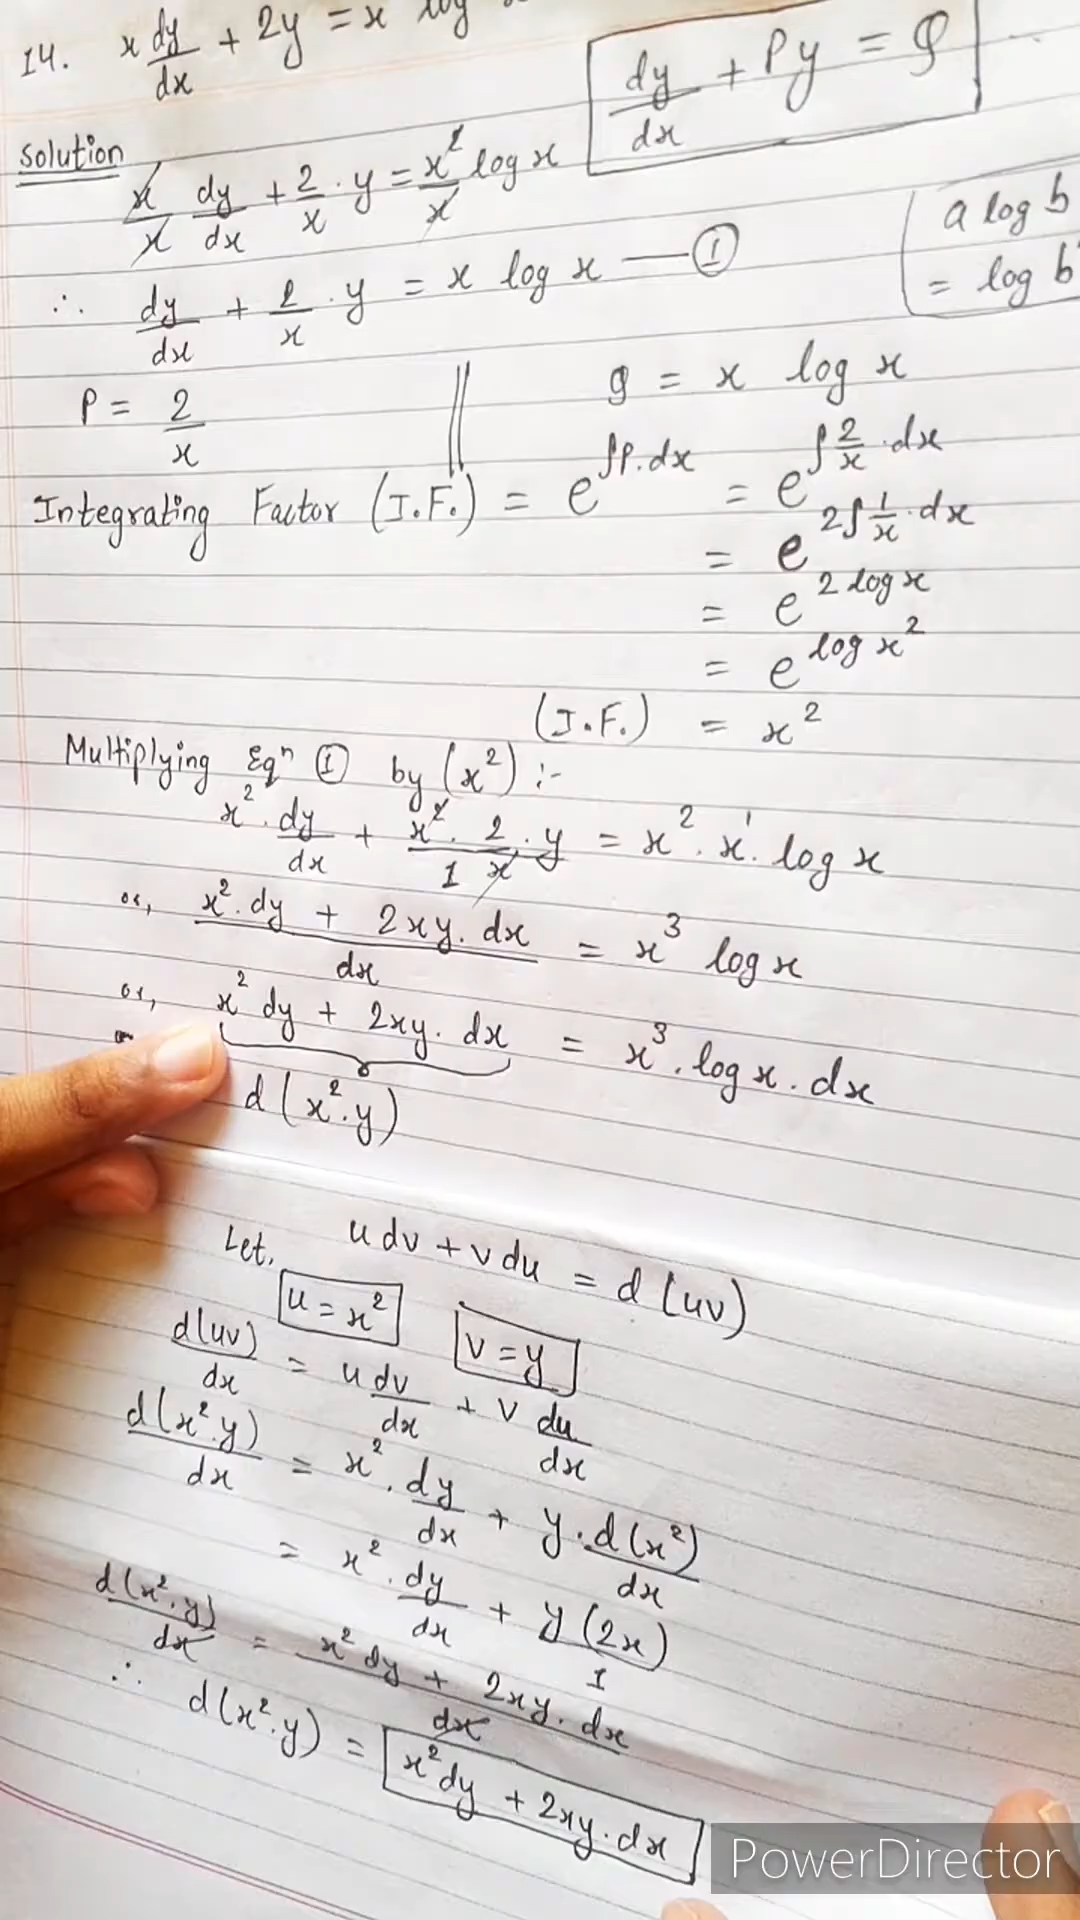 14. x dy/dx + 2y = x log
dy/dx + Py = Q
Solution
x/x dy/dx + 2/x · y = x²/x log x
a log b
= log b
∴ dy/dx + 2/x · y = x log x — ①
P = 2/x || Q = x log x
Integrating Factor (I.F.) = e^∫P.dx = e^∫2/x · dx
= e^2∫1/x · dx
= e^2 log x
= e^log x²
(I.F.) = x²
Multiplying Eqⁿ ① by (x²) :-
x² · dy/dx + x²/1 · 2/x · y = x² · x¹ · log x
or, x² · dy + 2xy. dx/dx = x³ log x
or, x² dy + 2xy. dx = x³ . log x . dx
d (x² · y)
u dv + v du = d (uv)
Let, u = x² v = y
d(uv)/dx = u dv/dx + v du/dx
d(x² · y)/dx = x² . dy/dx + y · d(x²)/dx
= x² . dy/dx + y (2x)/1
d(x² · y)/dx = x² dy + 2xy. dx/dx
∴ d(x² · y) = x² dy + 2xy. dx
PowerDirector